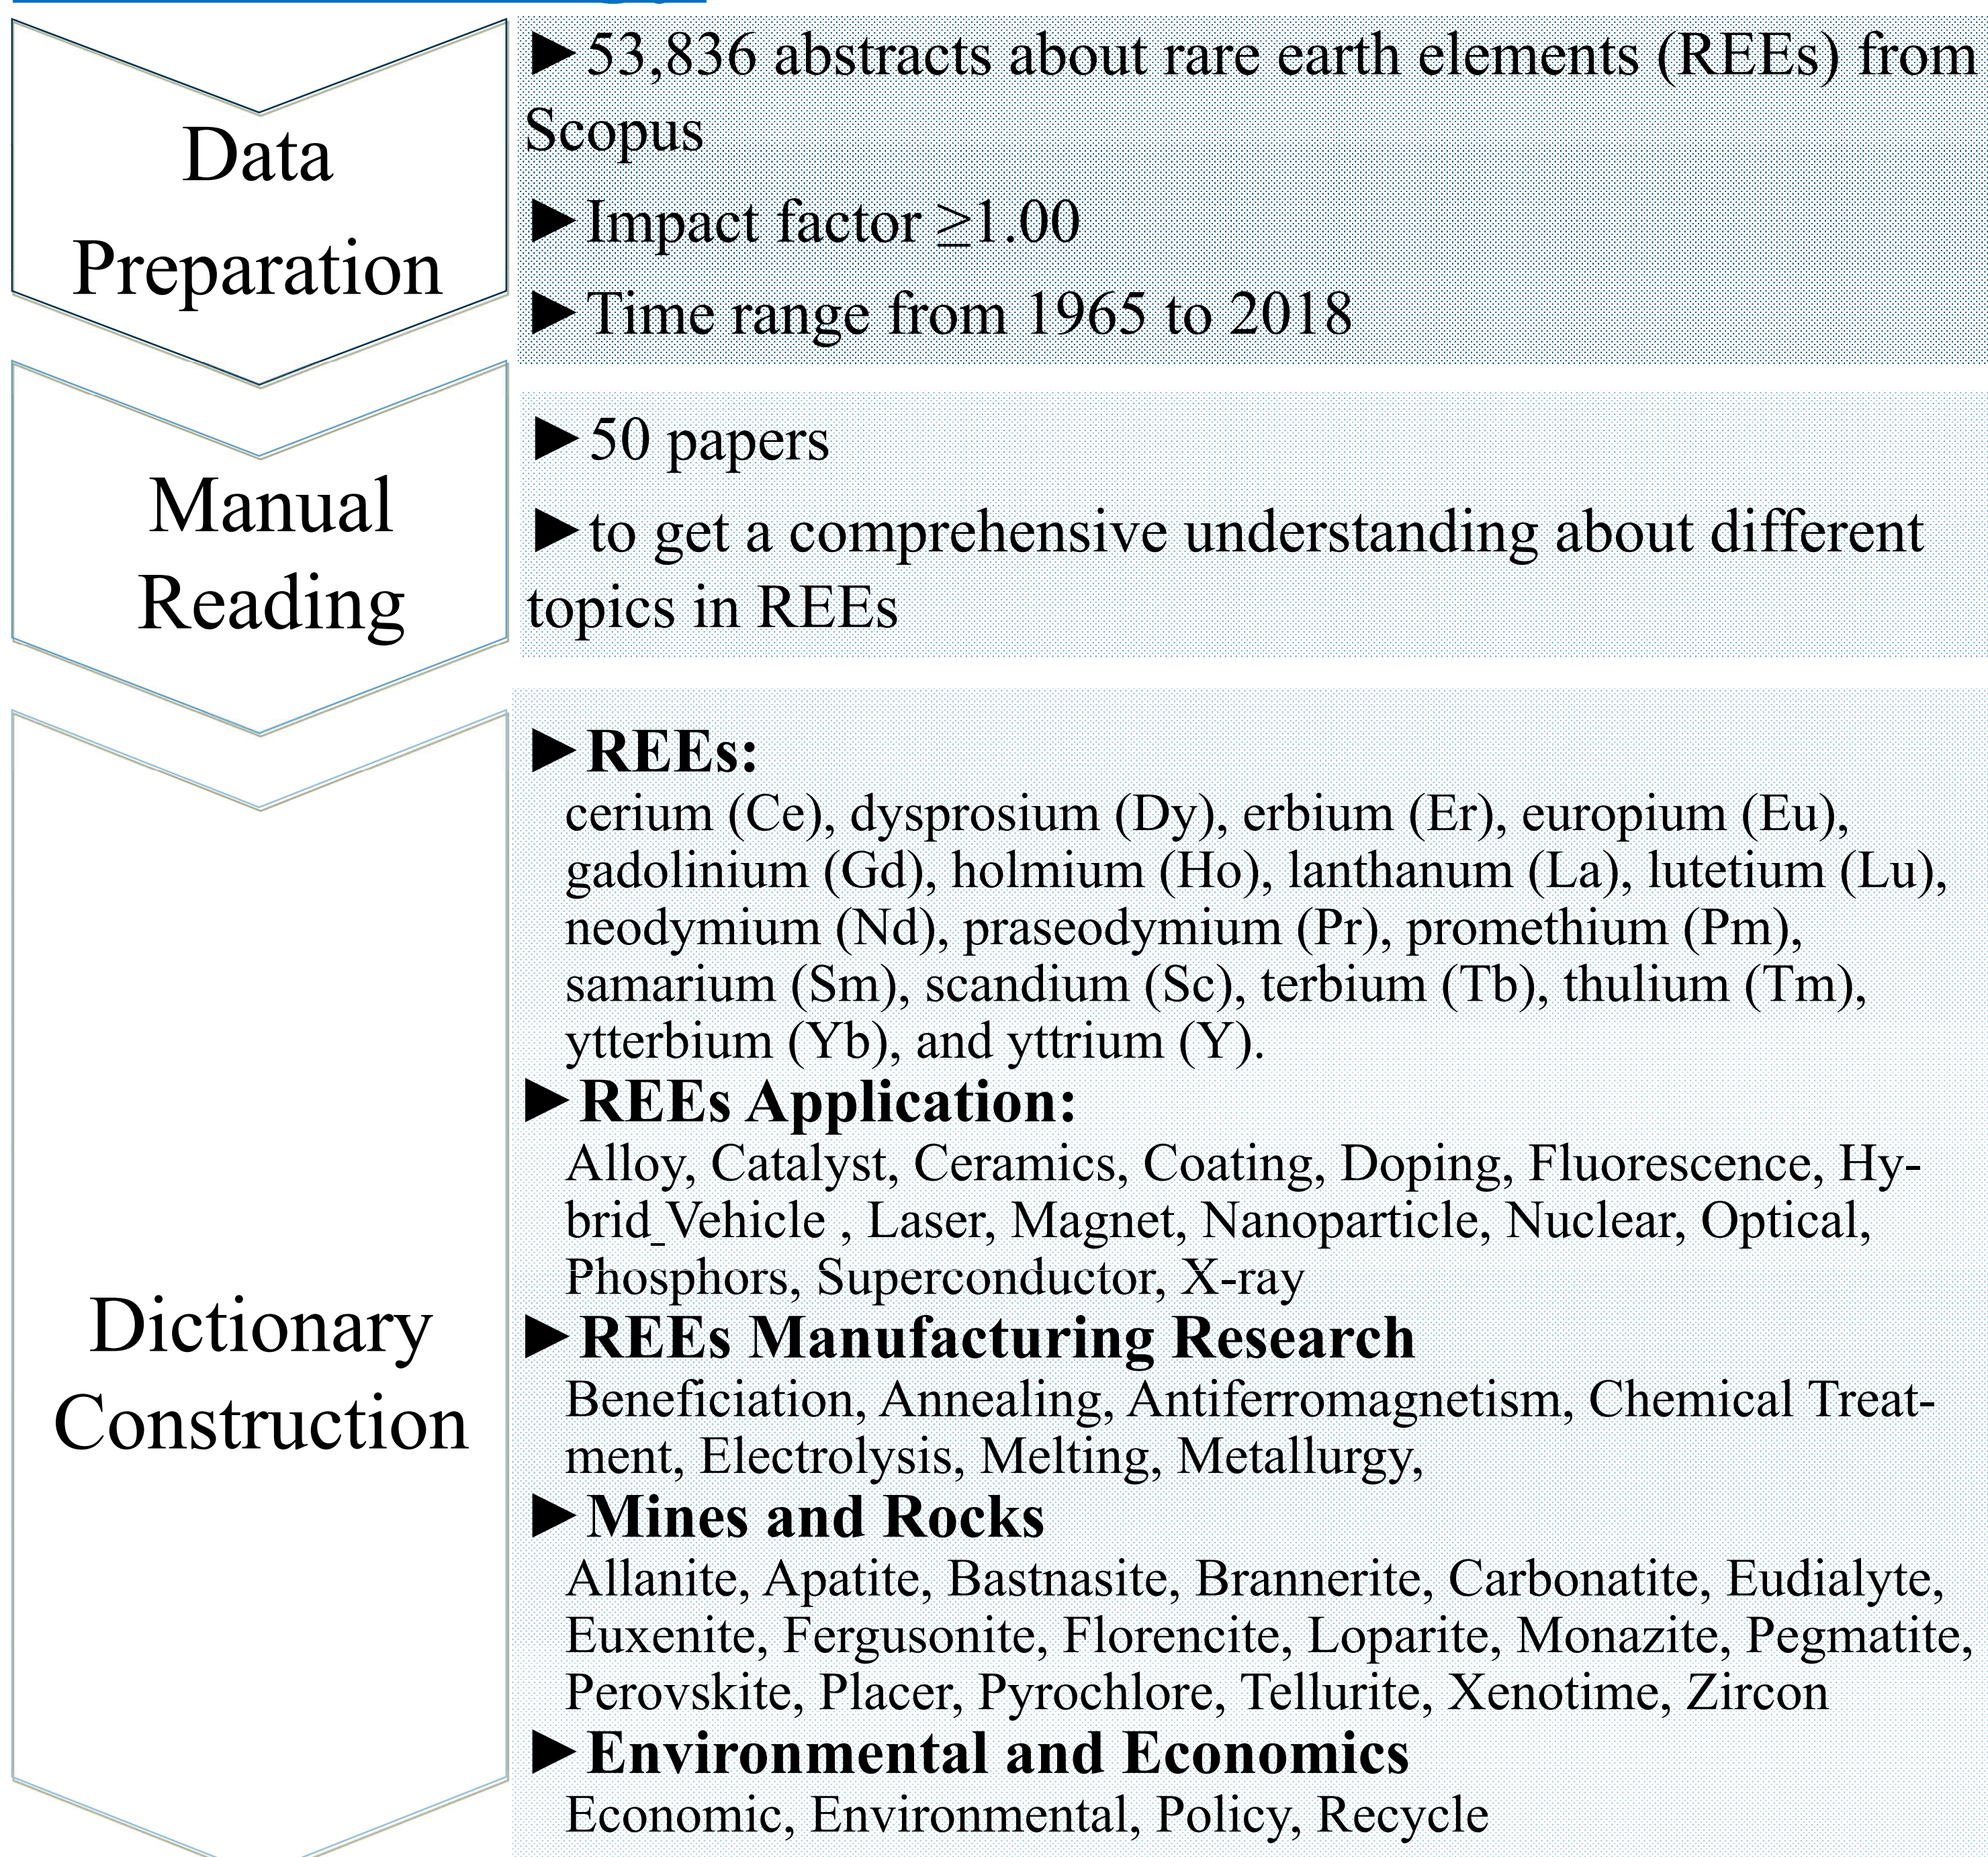 Data
Preparation
►53,836 abstracts about rare earth elements (REEs) from
Scopus
►Impact factor ≥1.00
►Time range from 1965 to 2018
Manual
Reading
►50 papers
►to get a comprehensive understanding about different
topics in REEs
Dictionary
Construction
►REEs:
cerium (Ce), dysprosium (Dy), erbium (Er), europium (Eu),
gadolinium (Gd), holmium (Ho), lanthanum (La), lutetium (Lu),
neodymium (Nd), praseodymium (Pr), promethium (Pm),
samarium (Sm), scandium (Sc), terbium (Tb), thulium (Tm),
ytterbium (Yb), and yttrium (Y).
►REEs Application:
Alloy, Catalyst, Ceramics, Coating, Doping, Fluorescence, Hy-
brid_Vehicle , Laser, Magnet, Nanoparticle, Nuclear, Optical,
Phosphors, Superconductor, X-ray
►REEs Manufacturing Research
Beneficiation, Annealing, Antiferromagnetism, Chemical Treat-
ment, Electrolysis, Melting, Metallurgy,
►Mines and Rocks
Allanite, Apatite, Bastnasite, Brannerite, Carbonatite, Eudialyte,
Euxenite, Fergusonite, Florencite, Loparite, Monazite, Pegmatite,
Perovskite, Placer, Pyrochlore, Tellurite, Xenotime, Zircon
►Environmental and Economics
Economic, Environmental, Policy, Recycle